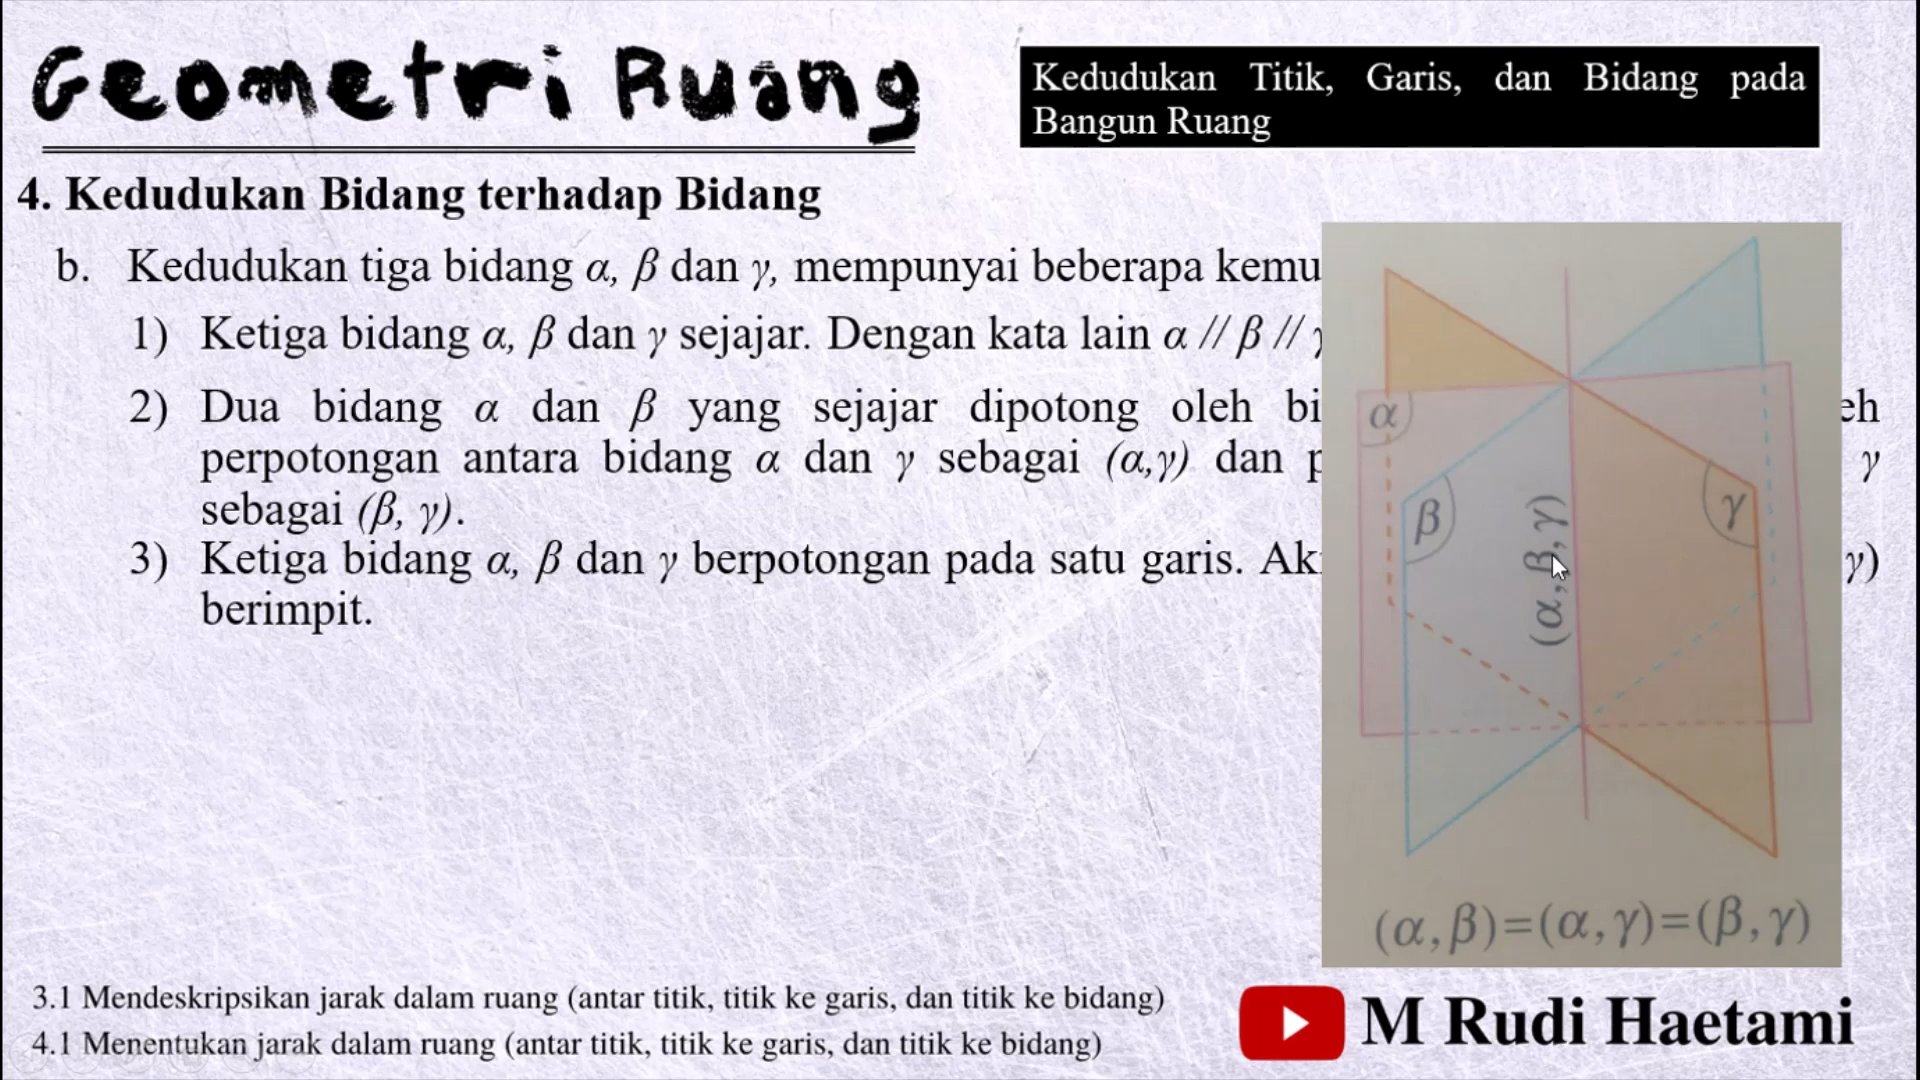 Geometri Ruang
Kedudukan Titik, Garis, dan Bidang pada
Bangun Ruang
4. Kedudukan Bidang terhadap Bidang
b. Kedudukan tiga bidang α, β dan γ, mempunyai beberapa kemu
1) Ketiga bidang α, β dan γ sejajar. Dengan kata lain α // β // γ
2) Dua bidang α dan β yang sejajar dipotong oleh bi eh
perpotongan antara bidang α dan γ sebagai (α,γ) dan p γ
sebagai (β, γ).
3) Ketiga bidang α, β dan γ berpotongan pada satu garis. Aki γ)
berimpit.
α
β
γ
(α,β,γ)
(α,β)=(α,γ)=(β,γ)
3.1 Mendeskripsikan jarak dalam ruang (antar titik, titik ke garis, dan titik ke bidang)
4.1 Menentukan jarak dalam ruang (antar titik, titik ke garis, dan titik ke bidang)
M Rudi Haetami